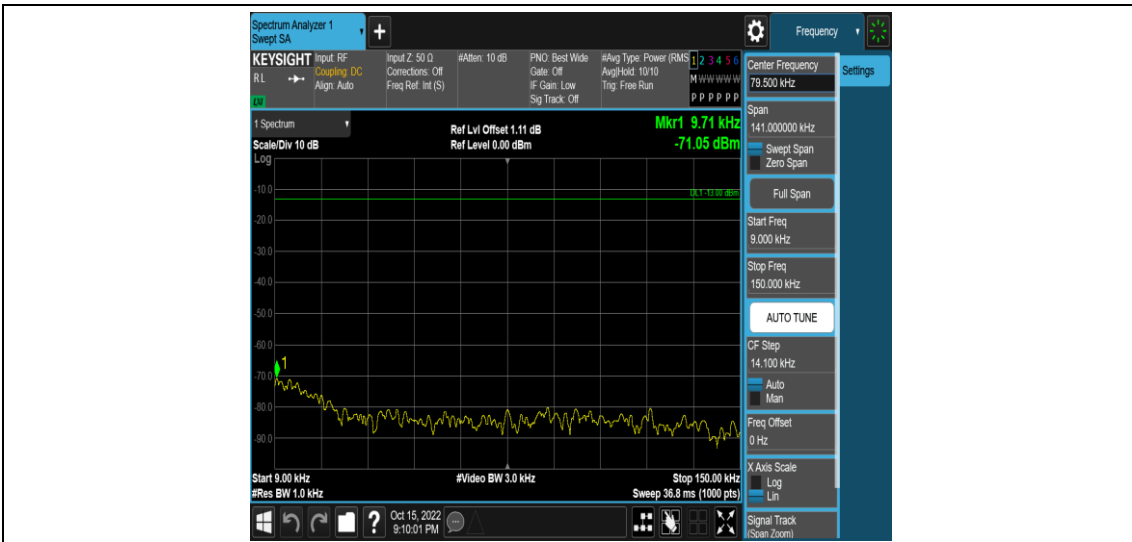 Spectrum Analyzer 1
Swept SA
Frequency
KEYSIGHT
RL
LXI
Input: RF
Coupling: DC
Align: Auto
Input Z: 50 Ω
Corrections: Off
Freq Ref: Int (S)
#Atten: 10 dB
PNO: Best Wide
Gate: Off
IF Gain: Low
Sig Track: Off
#Avg Type: Power (RMS
Avg|Hold: 10/10
Trig: Free Run
1 2 3 4 5 6
M W W W W W
P P P P P P
1 Spectrum
Scale/Div 10 dB
Log
Ref Lvl Offset 1.11 dB
Ref Level 0.00 dBm
Mkr1 9.71 kHz
-71.05 dBm
DL1 -13.00 dBm
-10.0
-20.0
-30.0
-40.0
-50.0
-60.0
-70.0
-80.0
-90.0
1
Start 9.00 kHz
#Res BW 1.0 kHz
#Video BW 3.0 kHz
Stop 150.00 kHz
Sweep 36.8 ms (1000 pts)
Oct 15, 2022
9:10:01 PM
Center Frequency
79.500 kHz
Settings
Span
141.000000 kHz
Swept Span
Zero Span
Full Span
Start Freq
9.000 kHz
Stop Freq
150.000 kHz
AUTO TUNE
CF Step
14.100 kHz
Auto
Man
Freq Offset
0 Hz
X Axis Scale
Log
Lin
Signal Track
(Span Zoom)